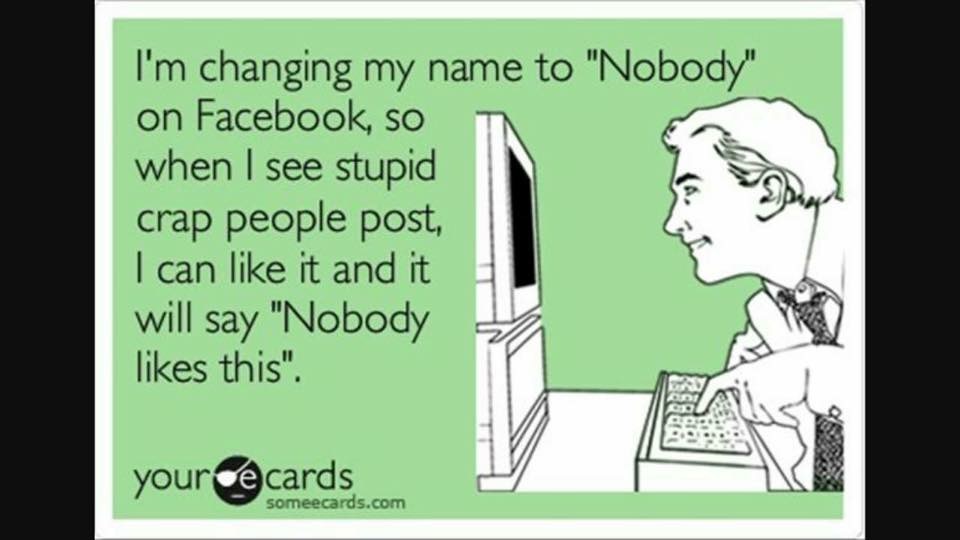 I'm changing my name to "Nobody"
on Facebook, so
when I see stupid
crap people post,
I can like it and it
will say "Nobody
likes this".
your e cards
someecards.com